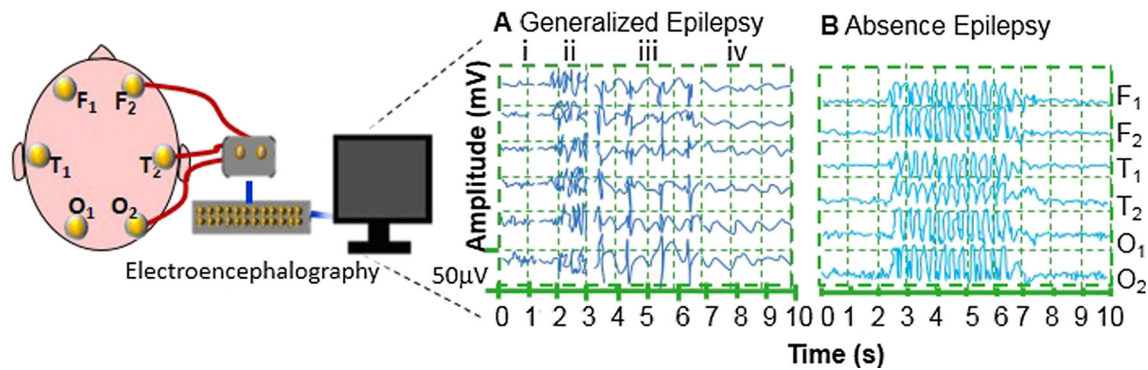 A Generalized Epilepsy
i ii iii iv
B Absence Epilepsy
F1 F2
T1 T2
O1 O2
Electroencephalography
Amplitude (mV)
50μV
F1
F2
T1
T2
O1
O2
0 1 2 3 4 5 6 7 8 9 10
0 1 2 3 4 5 6 7 8 9 10
Time (s)